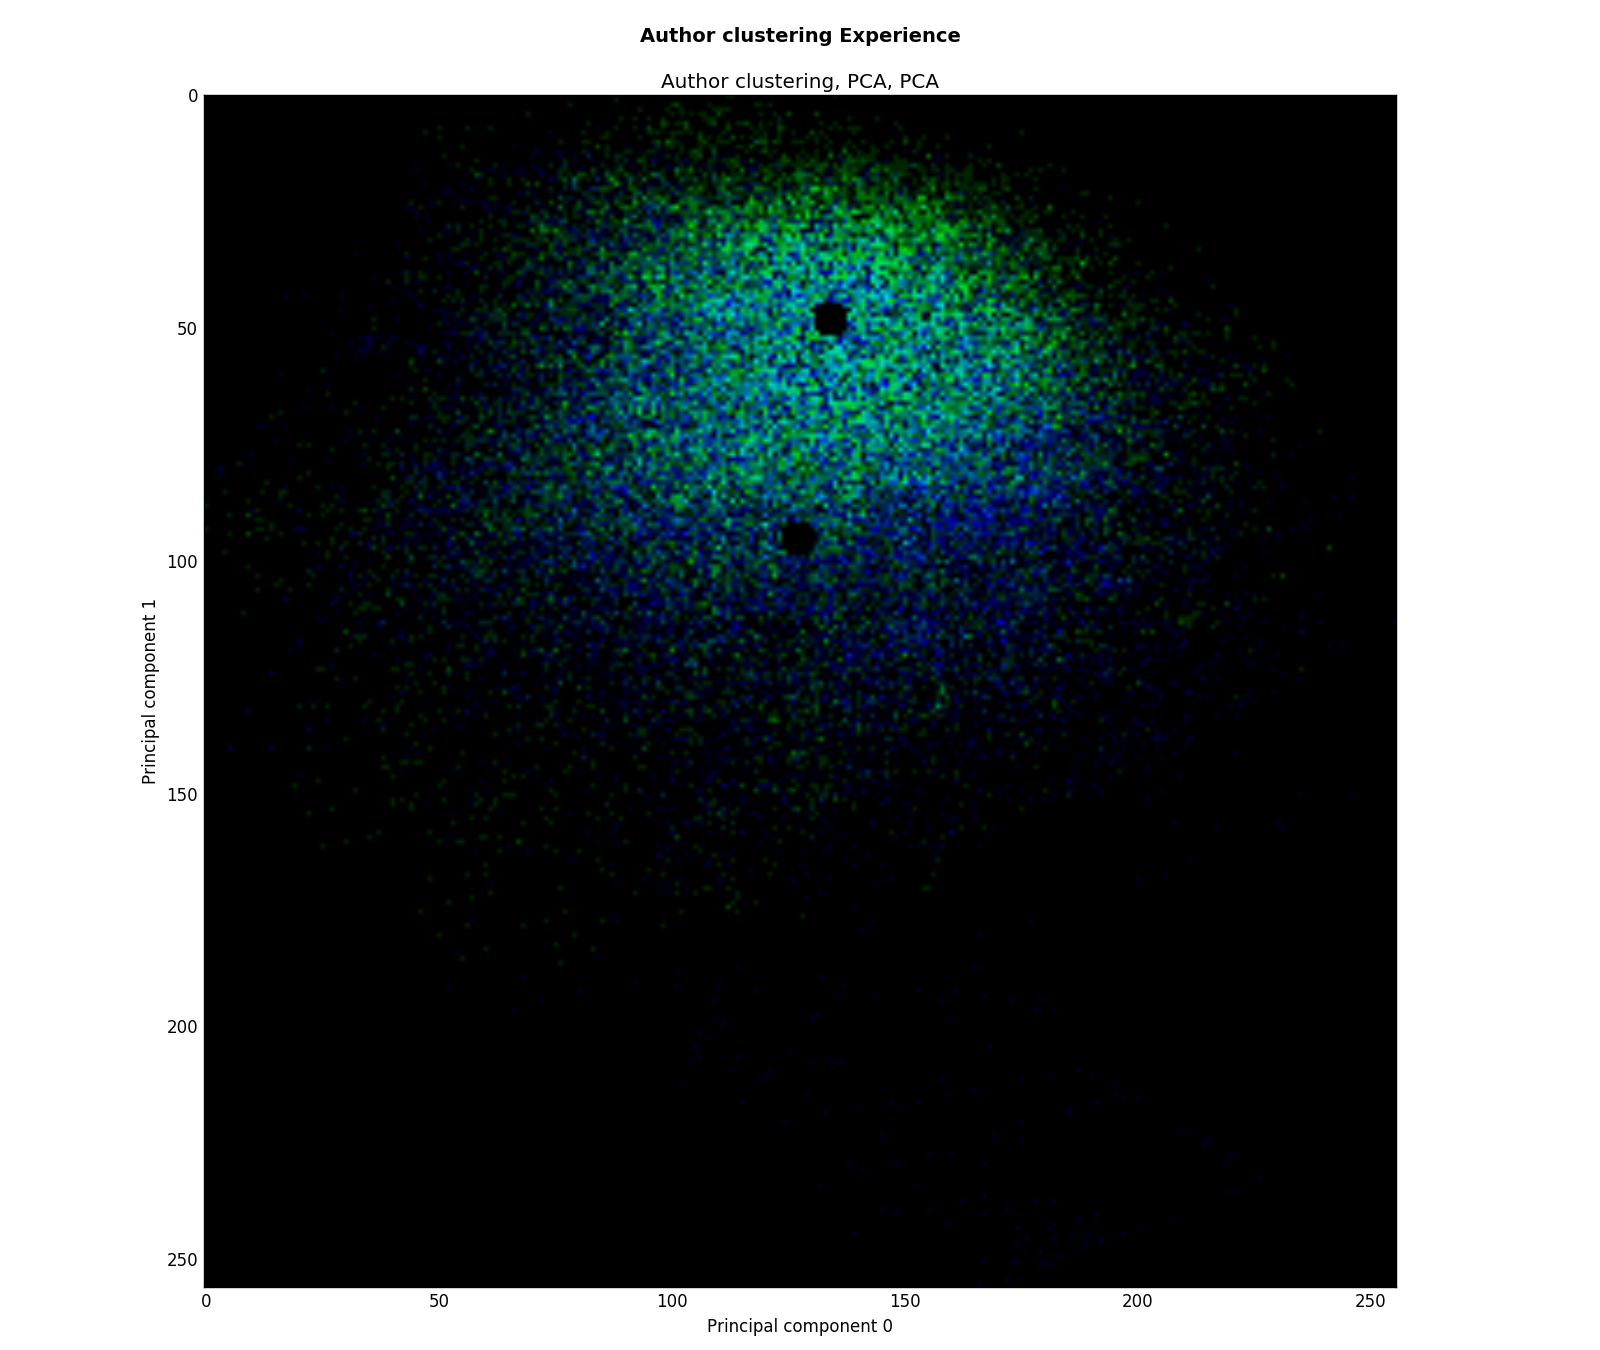 Author clustering Experience
Author clustering, PCA, PCA
0
50
100
150
200
250
Principal component 1
0 50 100 150 200 250
Principal component 0